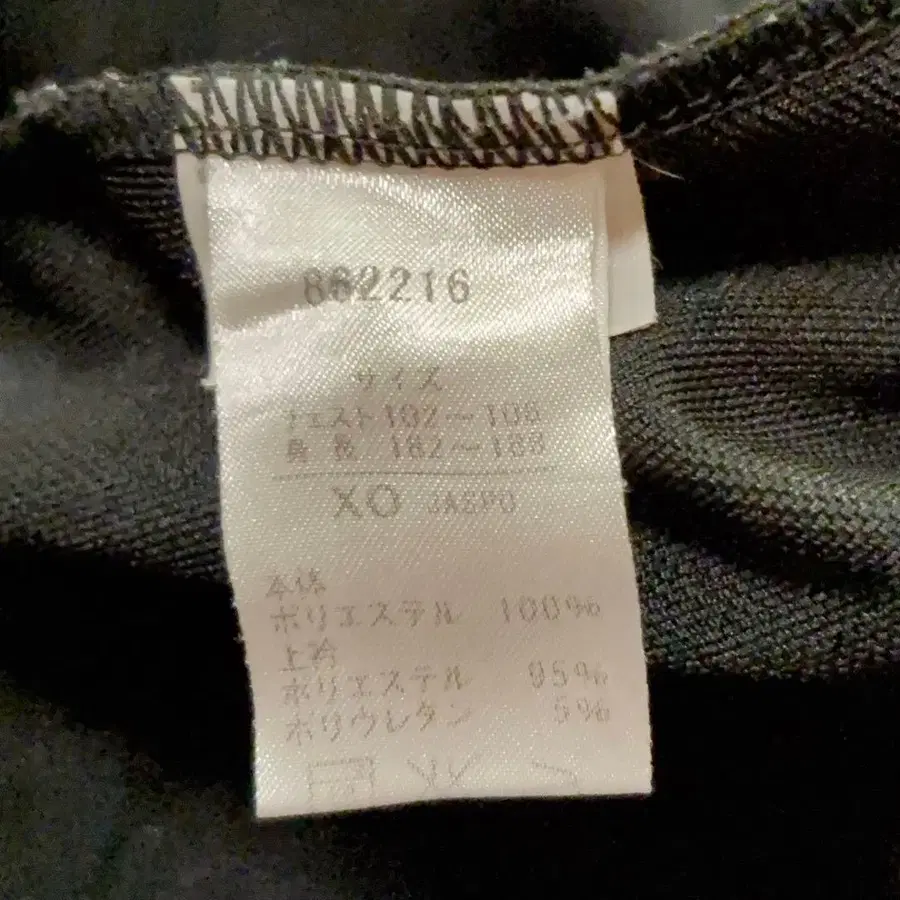 862216
サイズ
チェスト102～108
身長 182～188
XO JASPO
本体
ポリエステル 100%
上衿
ポリエステル 95%
ポリウレタン 5%